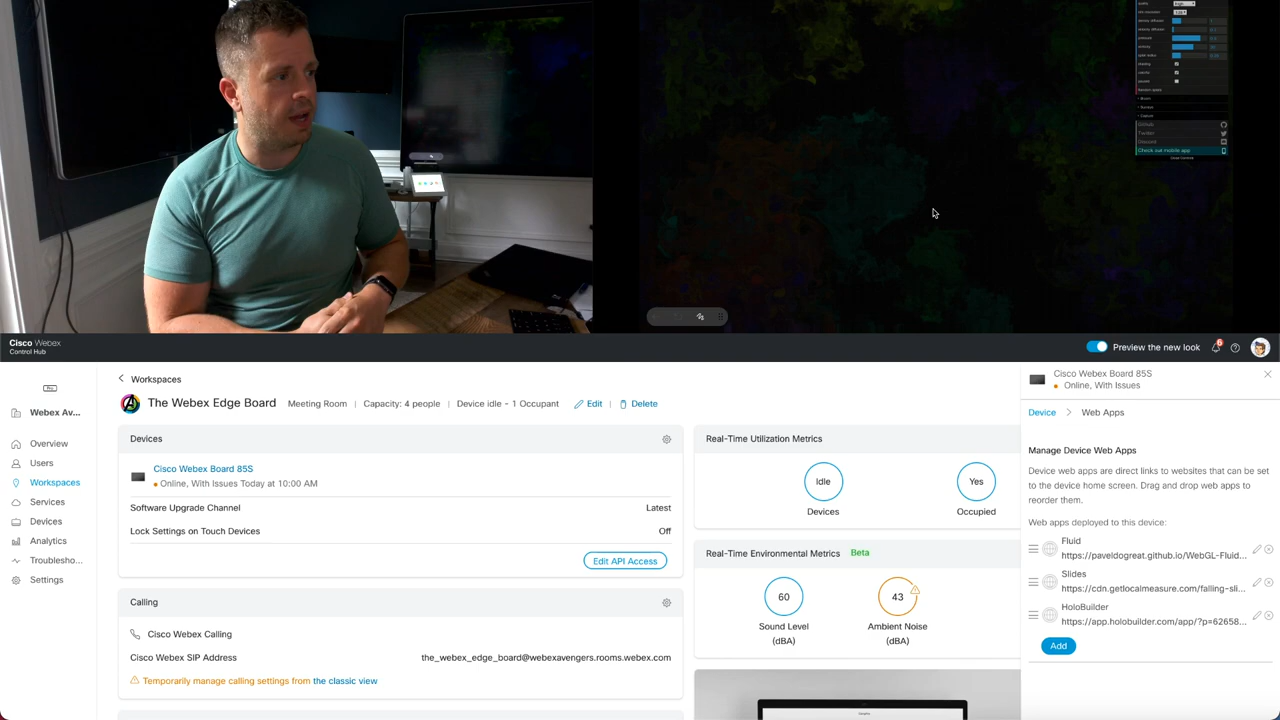 Check out mobile app
Cisco Webex
Control Hub
Preview the new look
6
Pro
Webex Av...
Overview
Users
Workspaces
Services
Devices
Analytics
Troublesho...
Settings
Workspaces
The Webex Edge Board
Meeting Room | Capacity: 4 people | Device idle - 1 Occupant
Edit | Delete
Devices
Cisco Webex Board 85S
Online, With Issues Today at 10:00 AM
Software Upgrade Channel Latest
Lock Settings on Touch Devices Off
Edit API Access
Calling
Cisco Webex Calling
Cisco Webex SIP Address the_webex_edge_board@webexavengers.rooms.webex.com
Temporarily manage calling settings from the classic view
Real-Time Utilization Metrics
Idle Yes
Devices Occupied
Real-Time Environmental Metrics Beta
60 43
Sound Level Ambient Noise
(dBA) (dBA)
Cisco Webex Board 85S
Online, With Issues
Device > Web Apps
Manage Device Web Apps
Device web apps are direct links to websites that can be set
to the device home screen. Drag and drop web apps to
reorder them.
Web apps deployed to this device:
Fluid
https://paveldogreat.github.io/WebGL-Fluid...
Slides
https://cdn.getlocalmeasure.com/falling-sli...
HoloBuilder
https://app.holobuilder.com/app/?p=62658...
Add